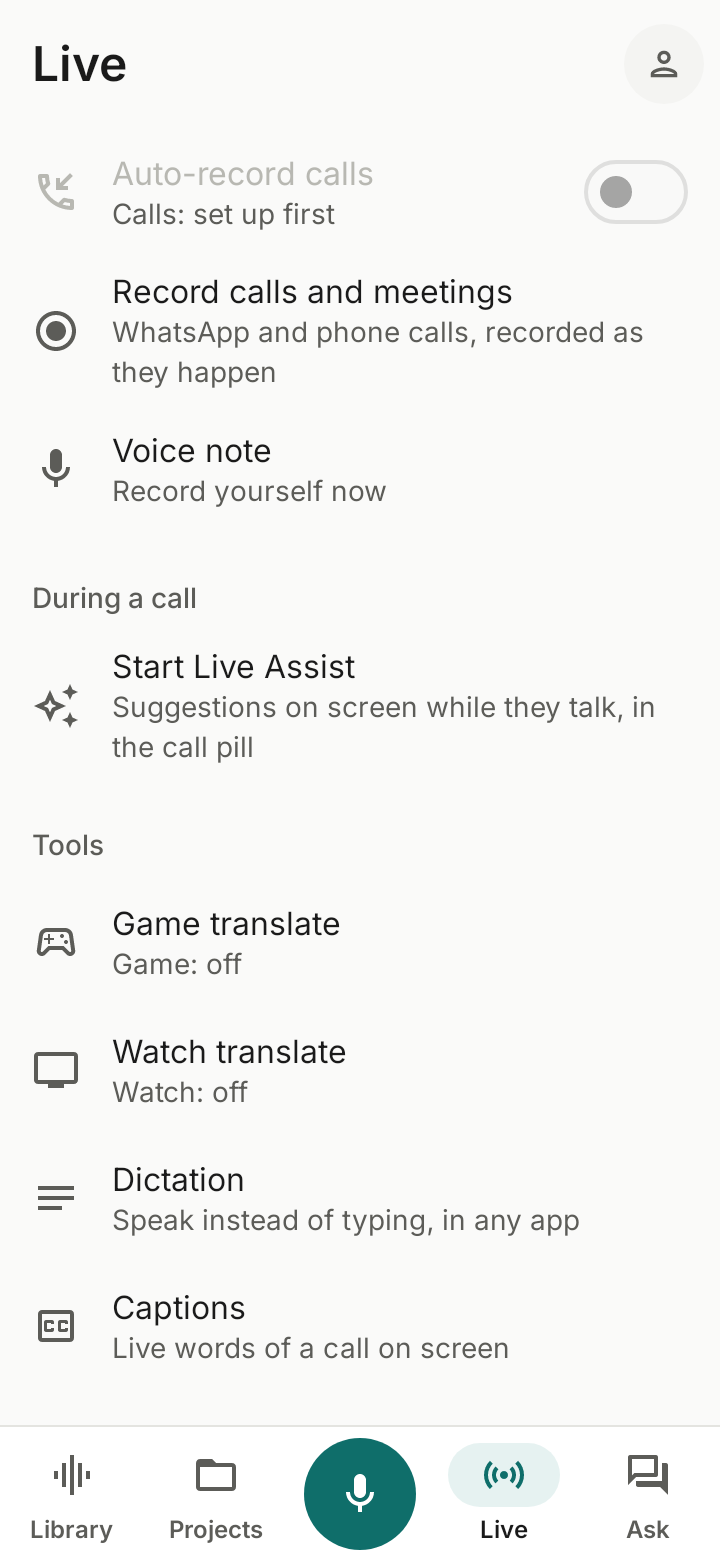 Live
Auto-record calls
Calls: set up first
Record calls and meetings
WhatsApp and phone calls, recorded as
they happen
Voice note
Record yourself now
During a call
Start Live Assist
Suggestions on screen while they talk, in
the call pill
Tools
Game translate
Game: off
Watch translate
Watch: off
Dictation
Speak instead of typing, in any app
CC
Captions
Live words of a call on screen
Library
Projects
Live
Ask